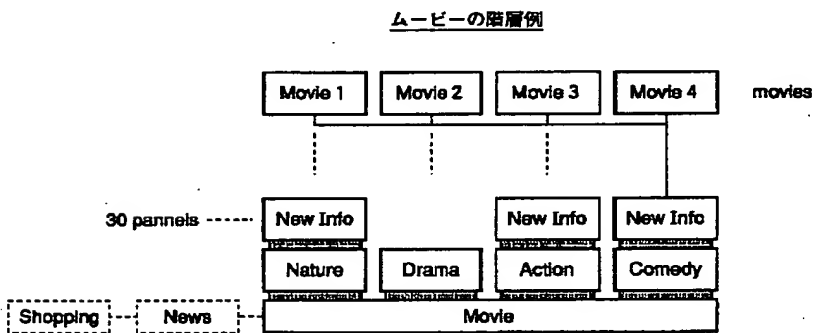 ムービーの階層例
Movie 1 Movie 2 Movie 3 Movie 4 movies
30 pannels New Info New Info New Info
Nature Drama Action Comedy
Shopping News Movie